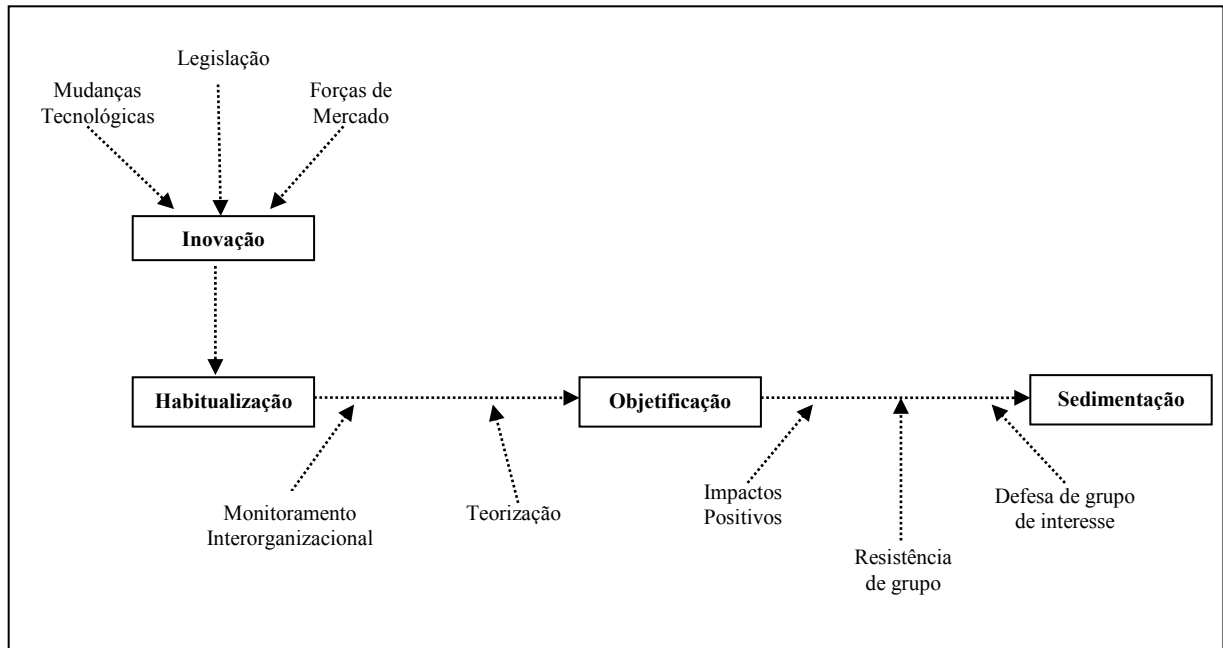 Legislação
Mudanças
Tecnológicas
Forças de
Mercado
Inovação
Habitualização
Objetificação
Sedimentação
Monitoramento
Interorganizacional
Teorização
Impactos
Positivos
Resistência
de grupo
Defesa de grupo
de interesse